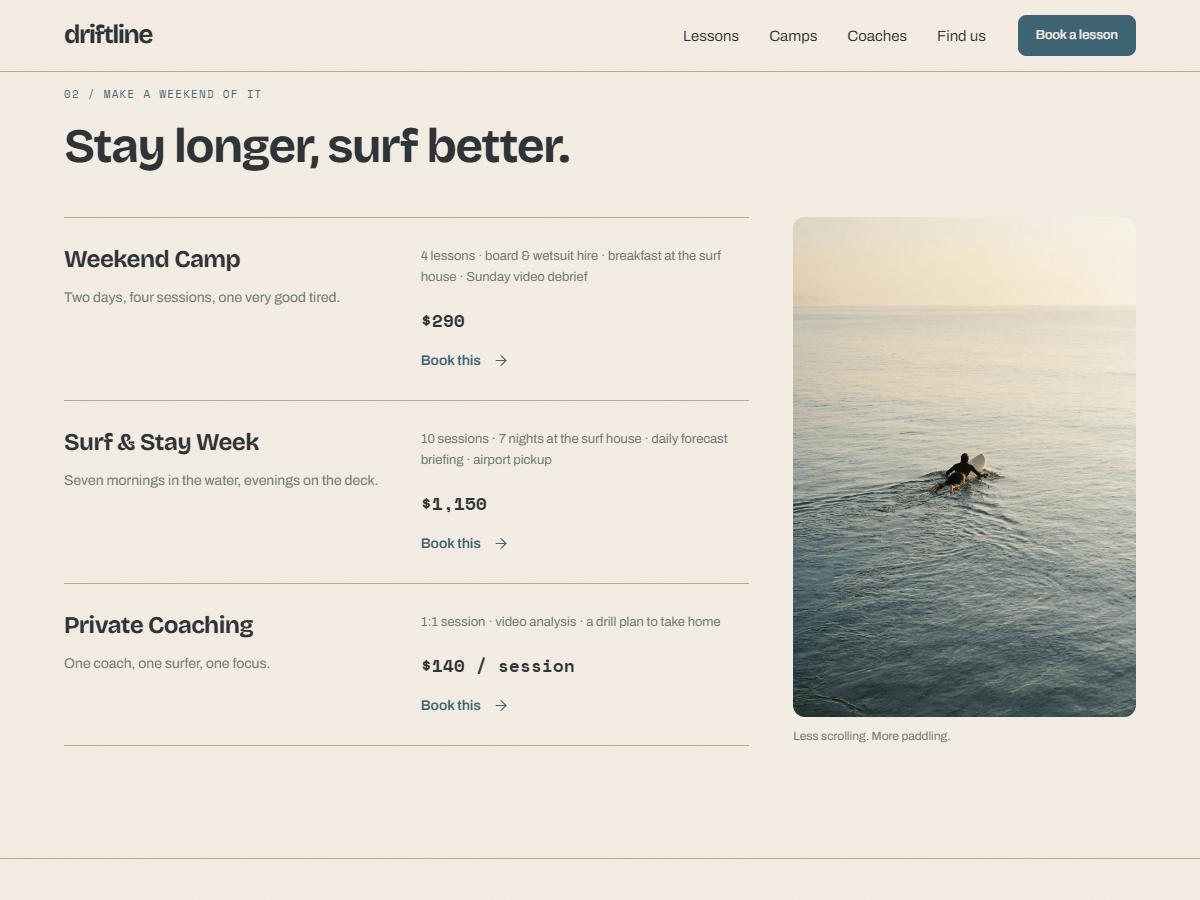 driftline
Lessons
Camps
Coaches
Find us
Book a lesson
02 / MAKE A WEEKEND OF IT
Stay longer, surf better.
Weekend Camp
Two days, four sessions, one very good tired.
4 lessons · board & wetsuit hire · breakfast at the surf
house · Sunday video debrief
$290
Book this →
Surf & Stay Week
Seven mornings in the water, evenings on the deck.
10 sessions · 7 nights at the surf house · daily forecast
briefing · airport pickup
$1,150
Book this →
Private Coaching
One coach, one surfer, one focus.
1:1 session · video analysis · a drill plan to take home
$140 / session
Book this →
Less scrolling. More paddling.